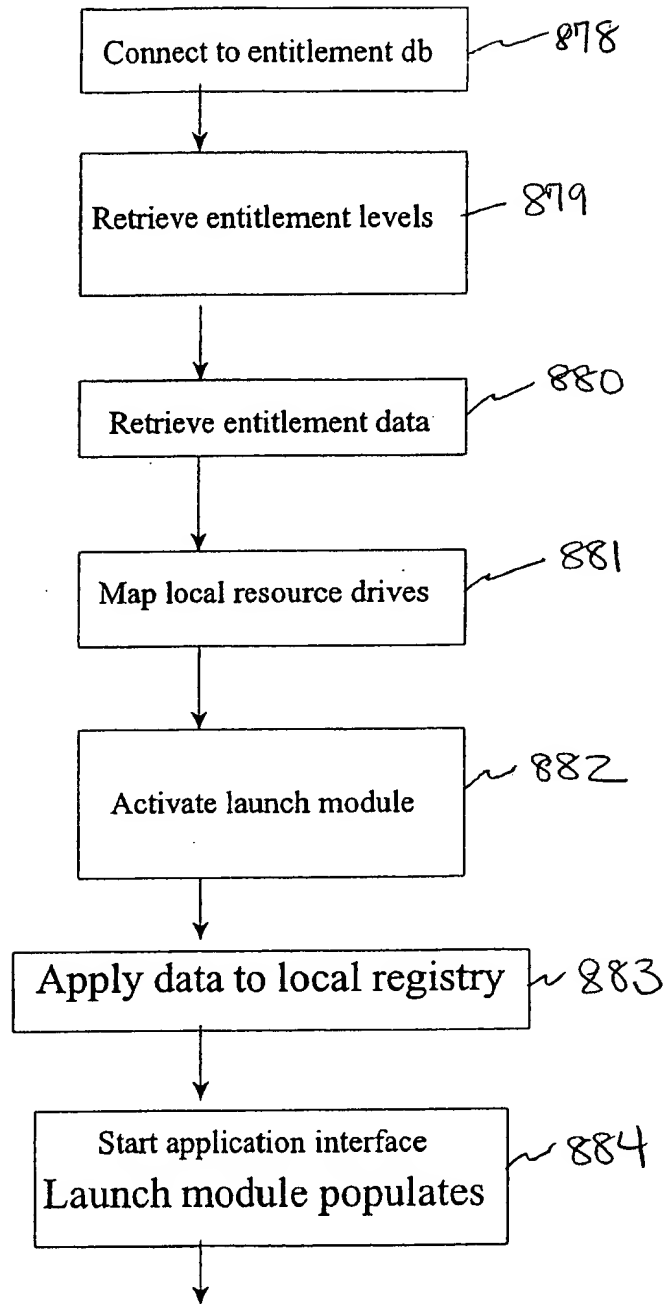 Connect to entitlement db
878
Retrieve entitlement levels
879
Retrieve entitlement data
880
Map local resource drives
881
Activate launch module
882
Apply data to local registry
883
Start application interface
884
Launch module populates